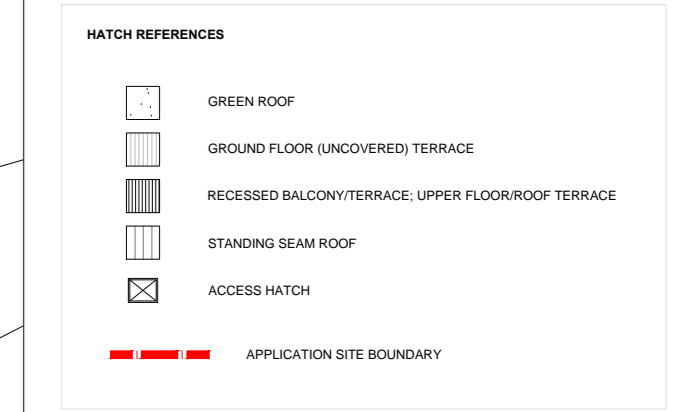 HATCH REFERENCES
GREEN ROOF
GROUND FLOOR (UNCOVERED) TERRACE
RECESSED BALCONY/TERRACE; UPPER FLOOR/ROOF TERRACE
STANDING SEAM ROOF
ACCESS HATCH
APPLICATION SITE BOUNDARY